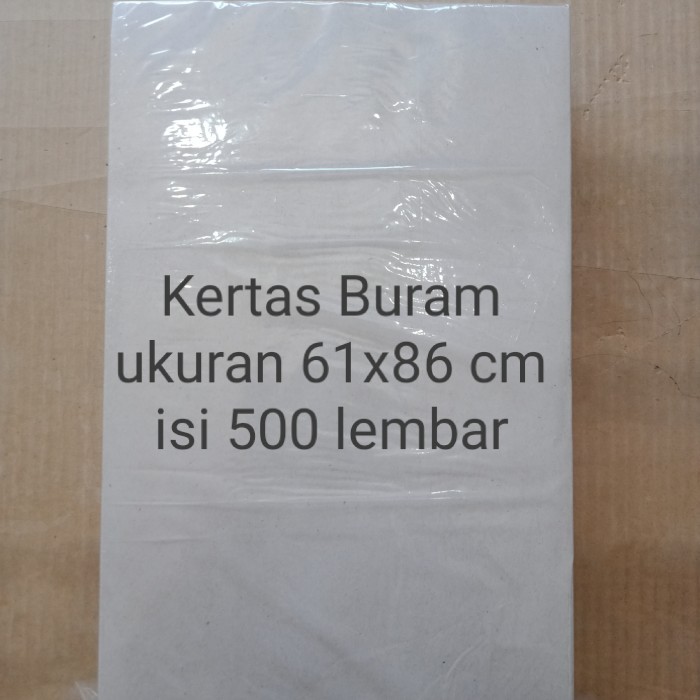 Kertas Buram
ukuran 61x86 cm
isi 500 lembar